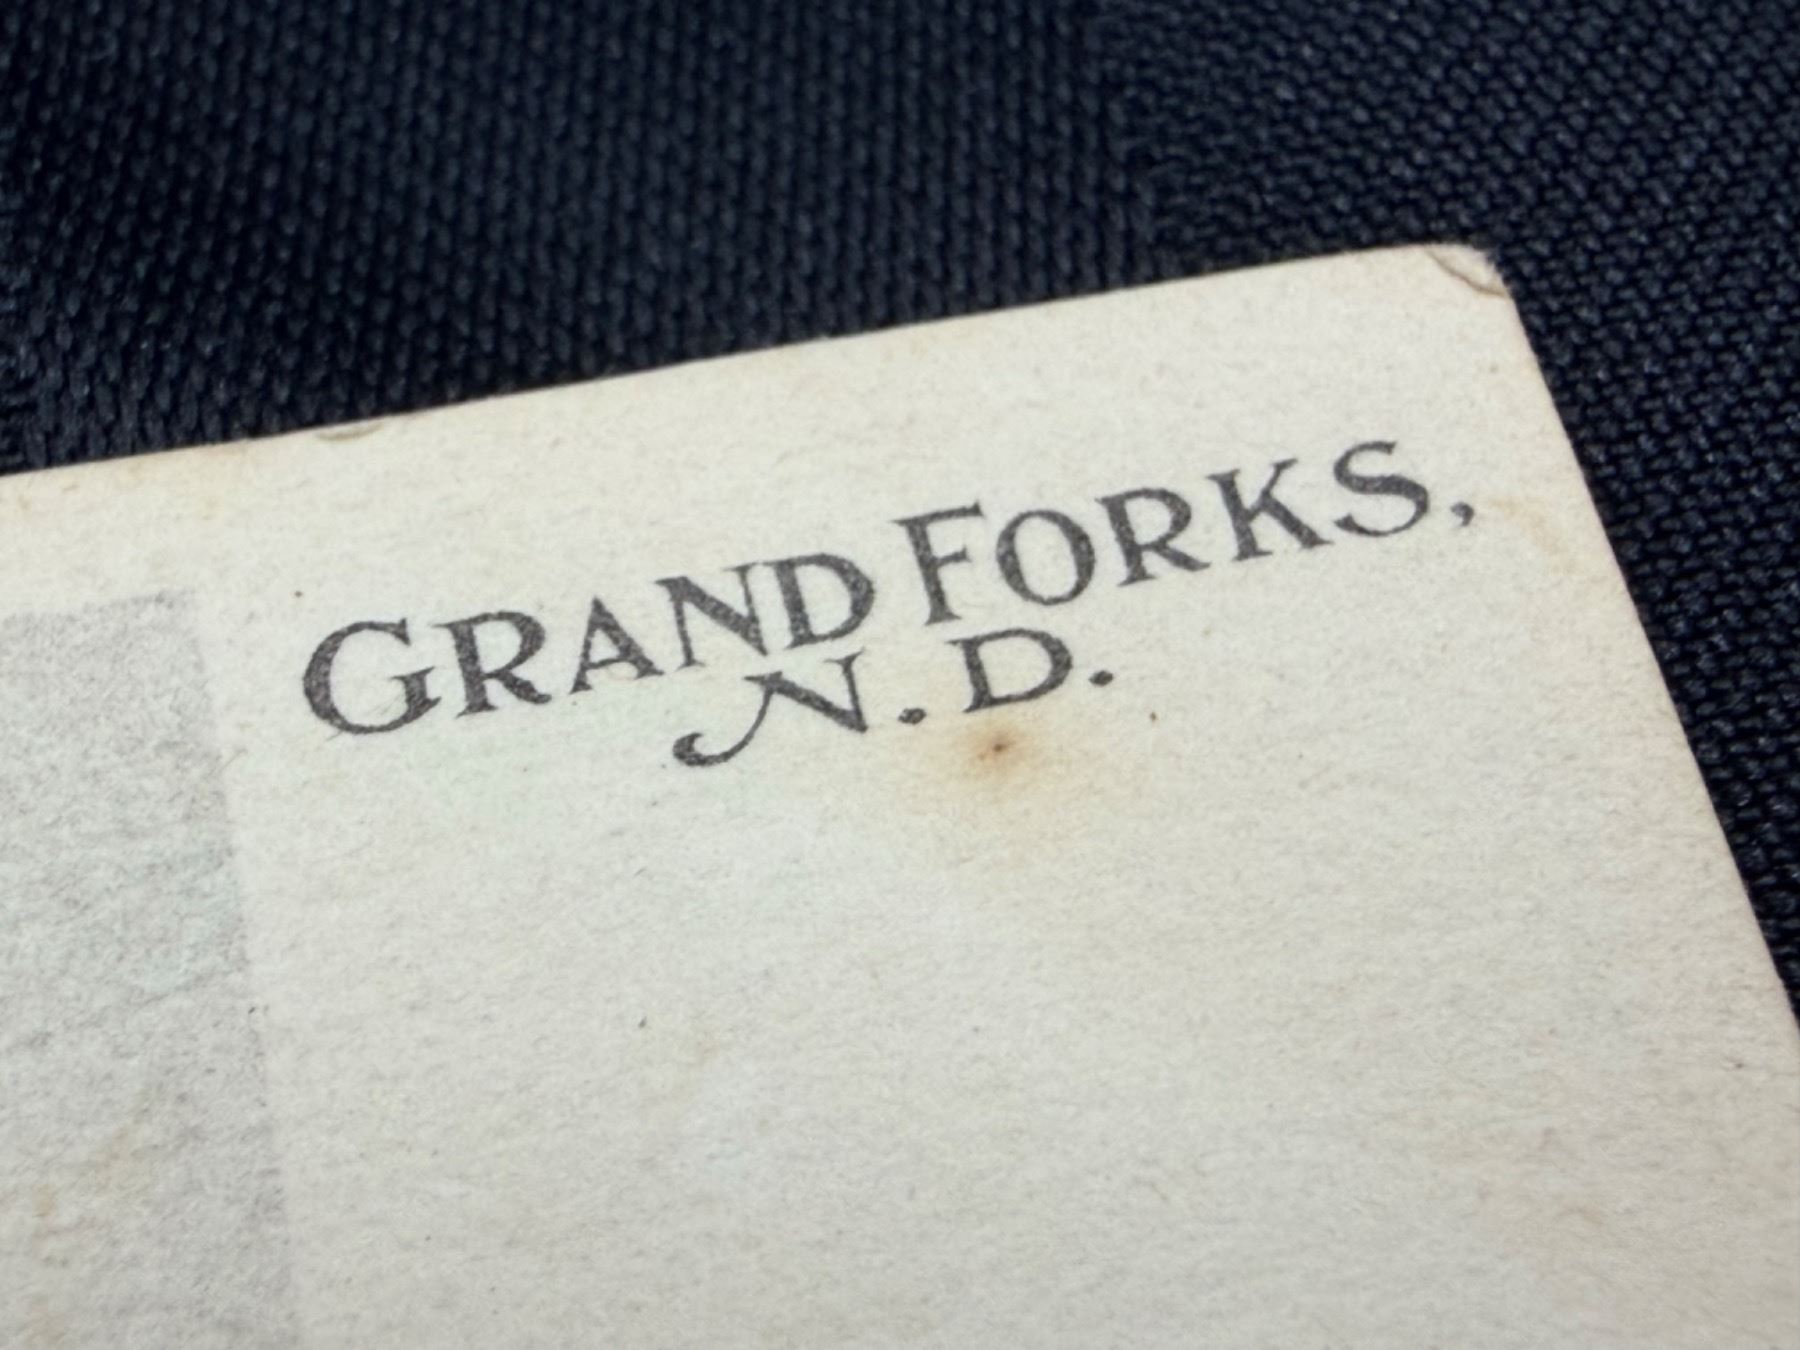 GRAND FORKS,
N. D.